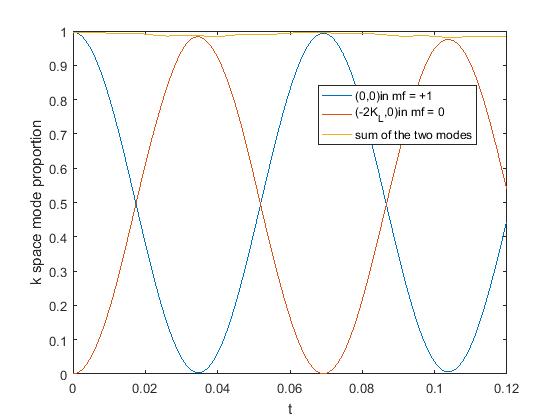 1
0.9
0.8
0.7
0.6
0.5
0.4
0.3
0.2
0.1
0
k space mode proportion
(0,0)in mf = +1
(-2K_L,0)in mf = 0
sum of the two modes
0 0.02 0.04 0.06 0.08 0.1 0.12
t